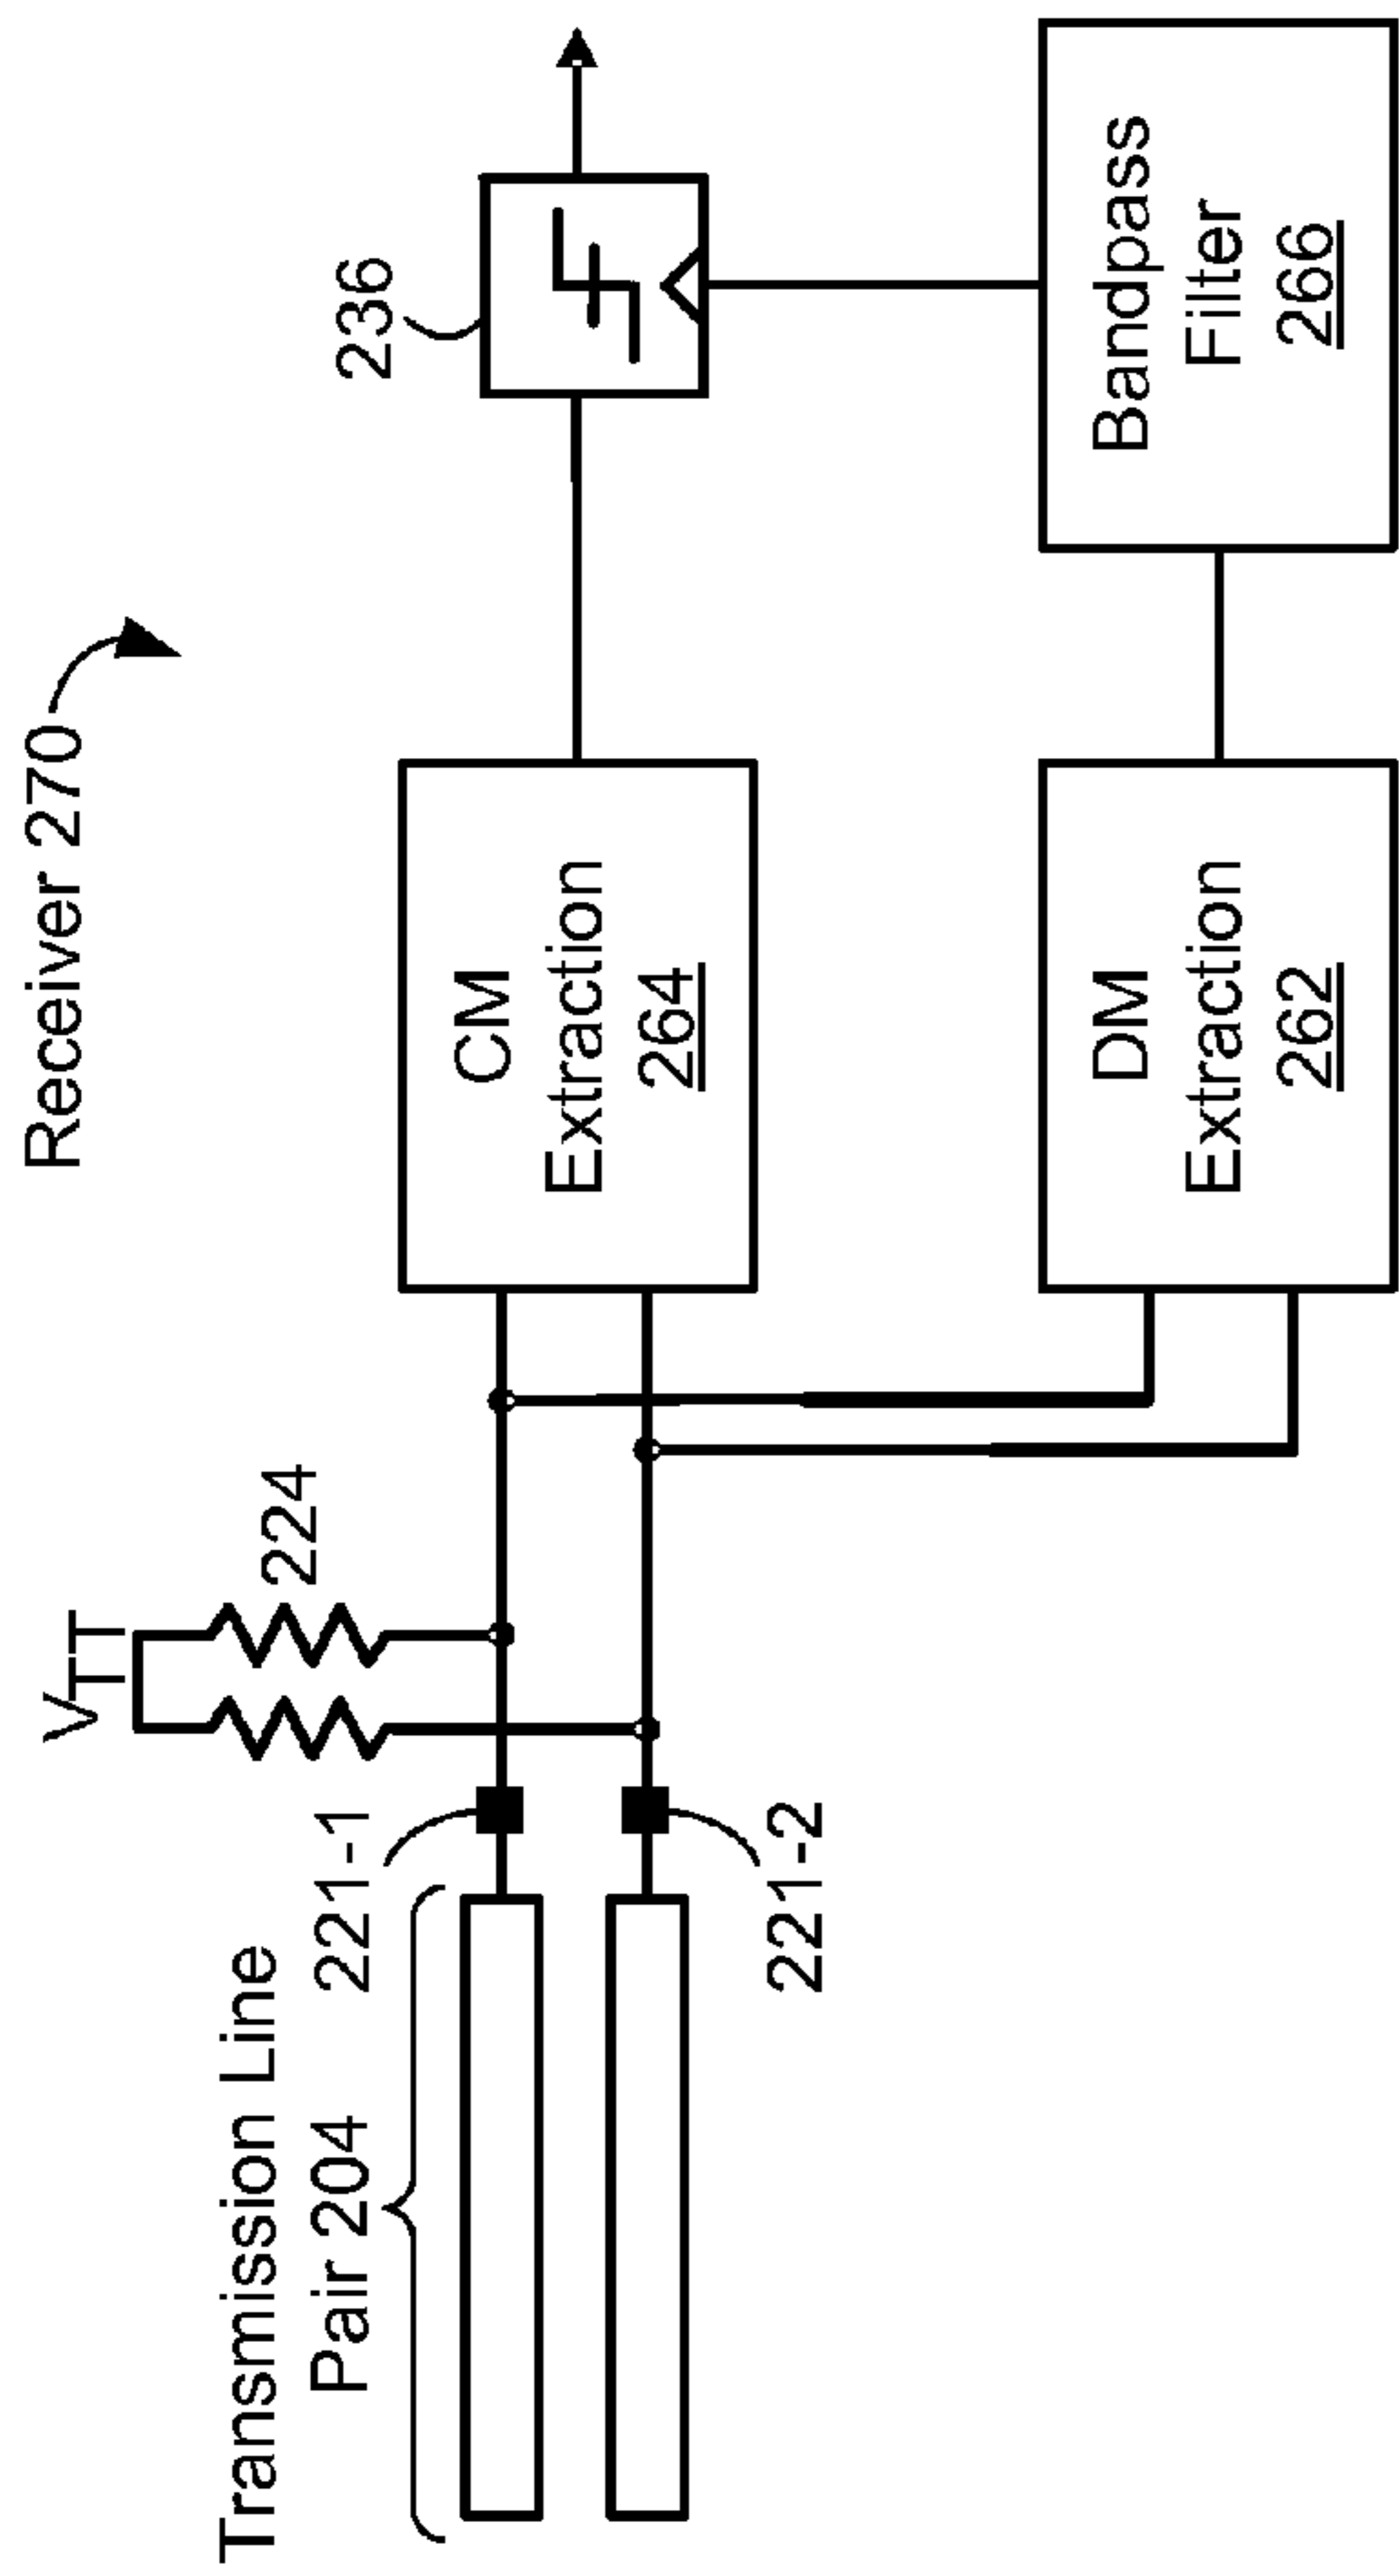 Receiver 270
236
V_TT
224
Transmission Line
Pair 204
221-1
221-2
CM
Extraction
264
DM
Extraction
262
Bandpass
Filter
266